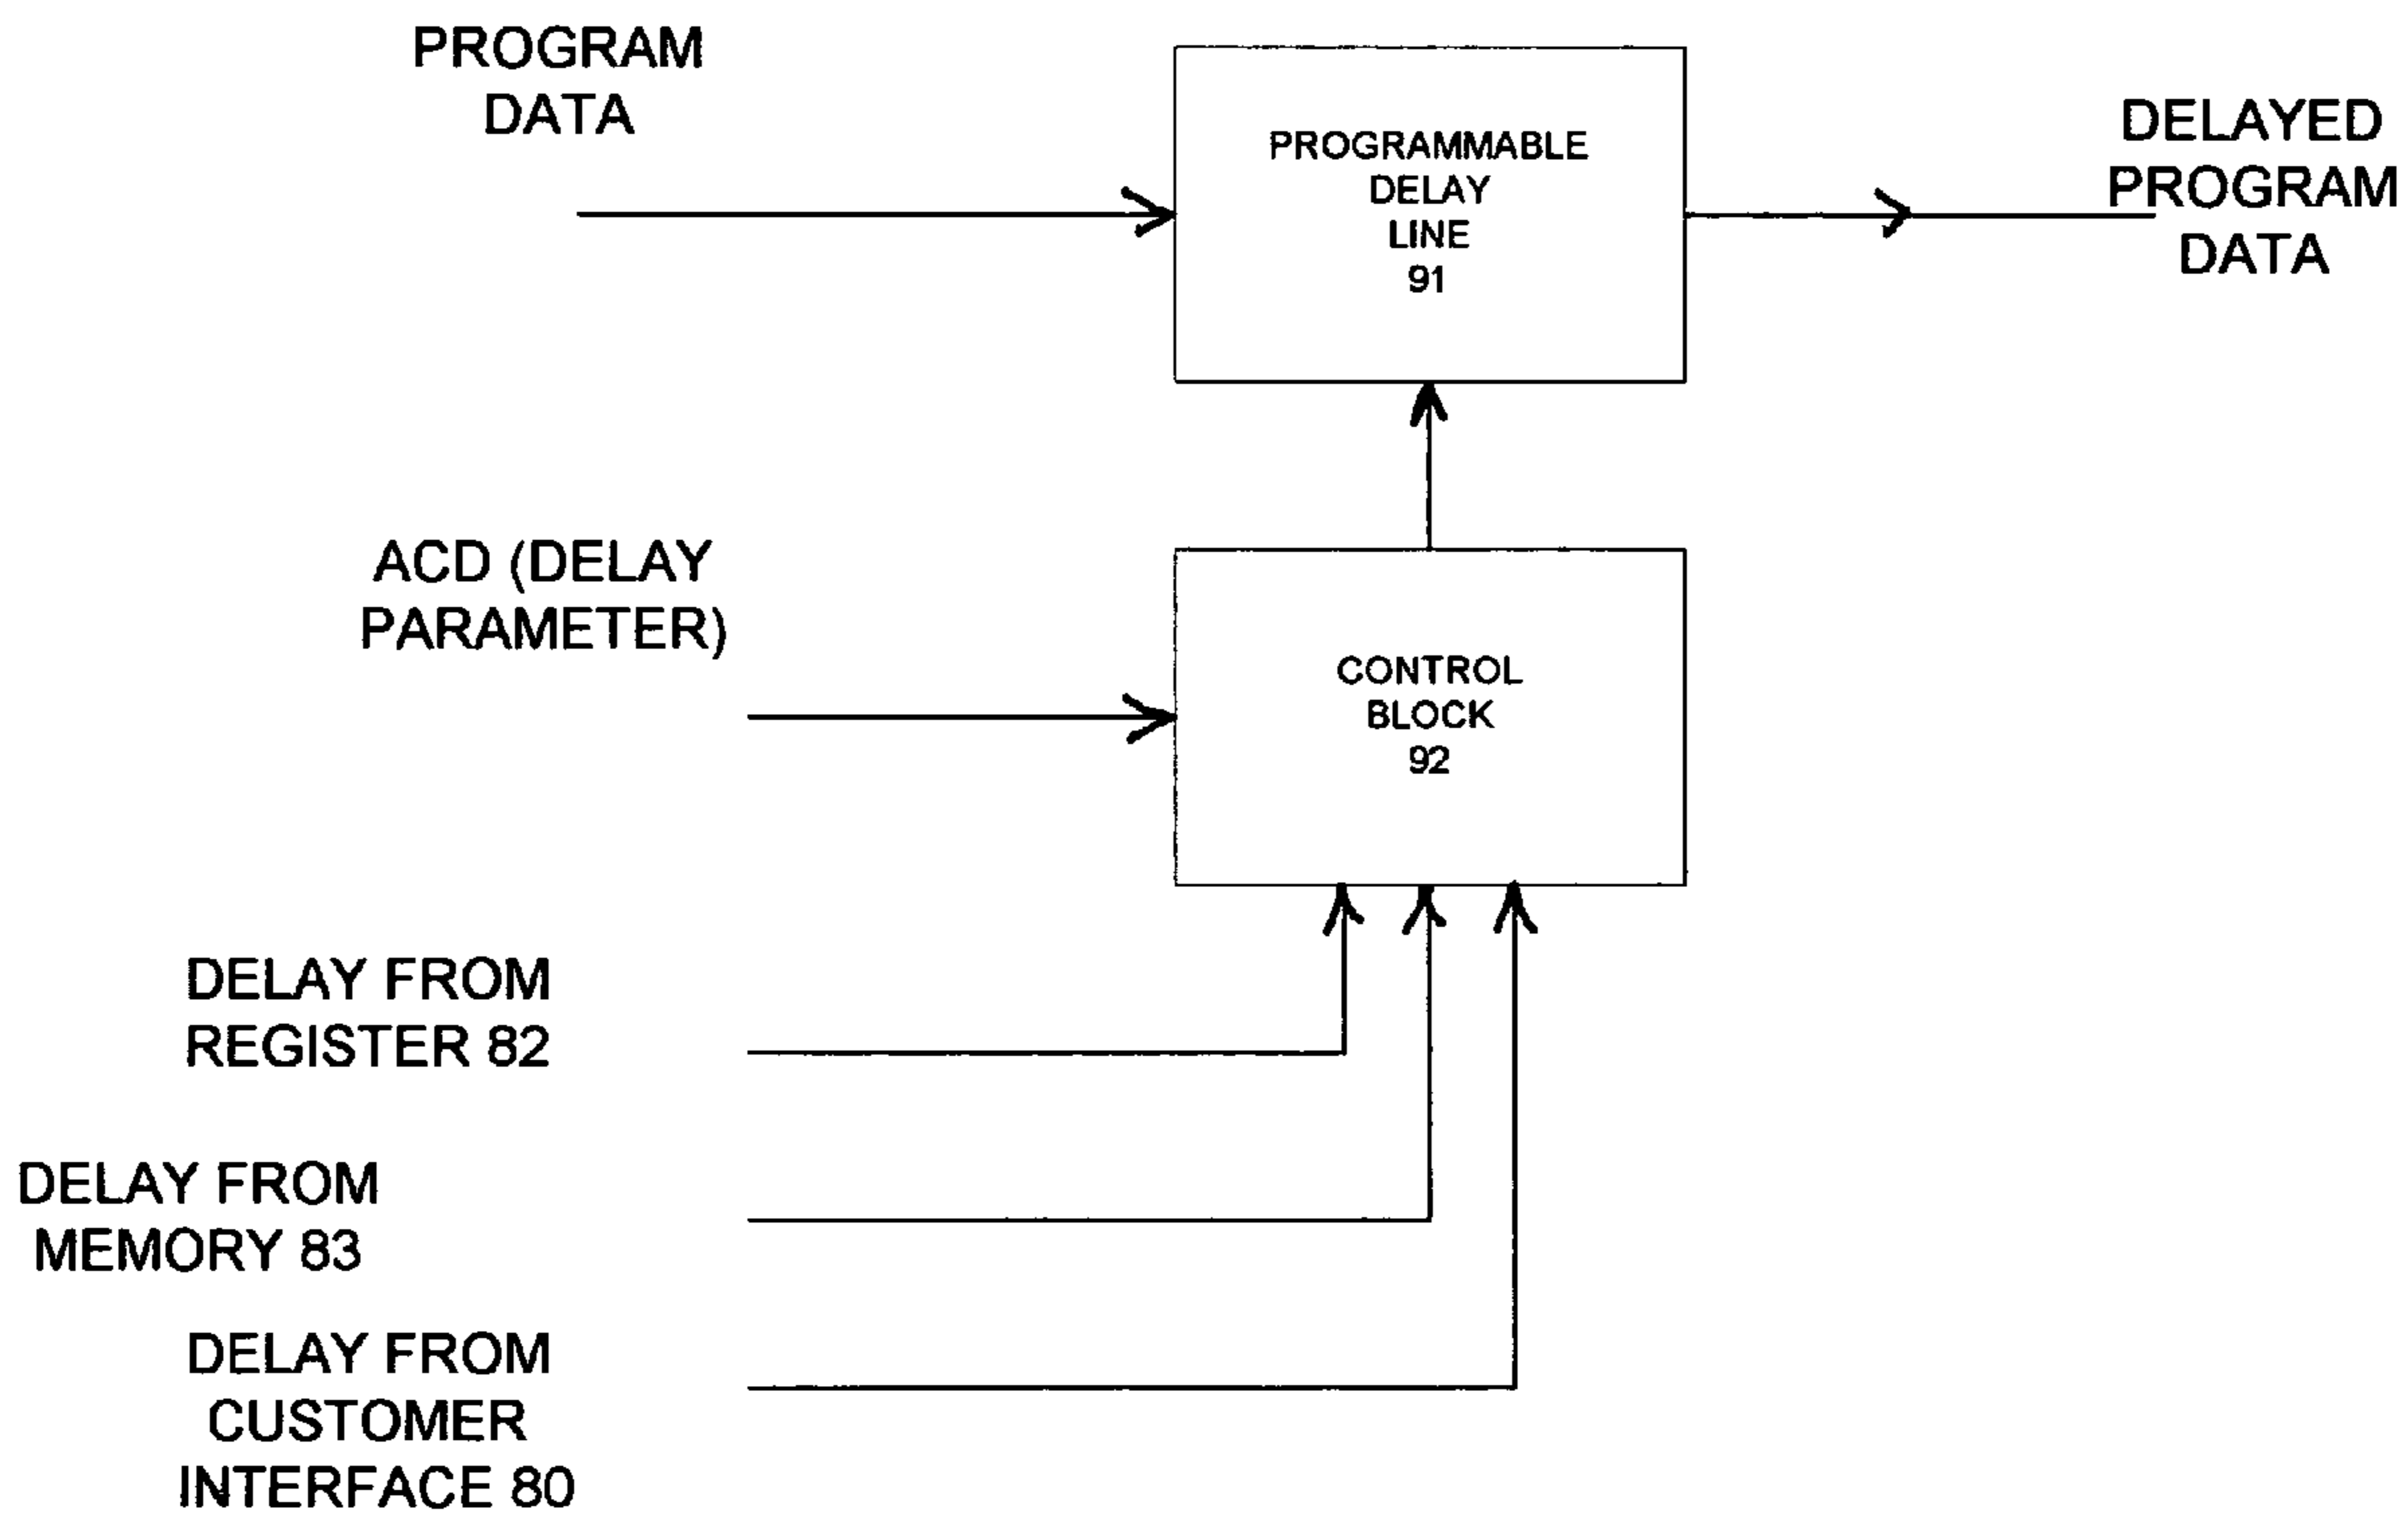 PROGRAM
DATA
PROGRAMMABLE
DELAY
LINE
91
DELAYED
PROGRAM
DATA
ACD (DELAY
PARAMETER)
CONTROL
BLOCK
92
DELAY FROM
REGISTER 82
DELAY FROM
MEMORY 83
DELAY FROM
CUSTOMER
INTERFACE 80